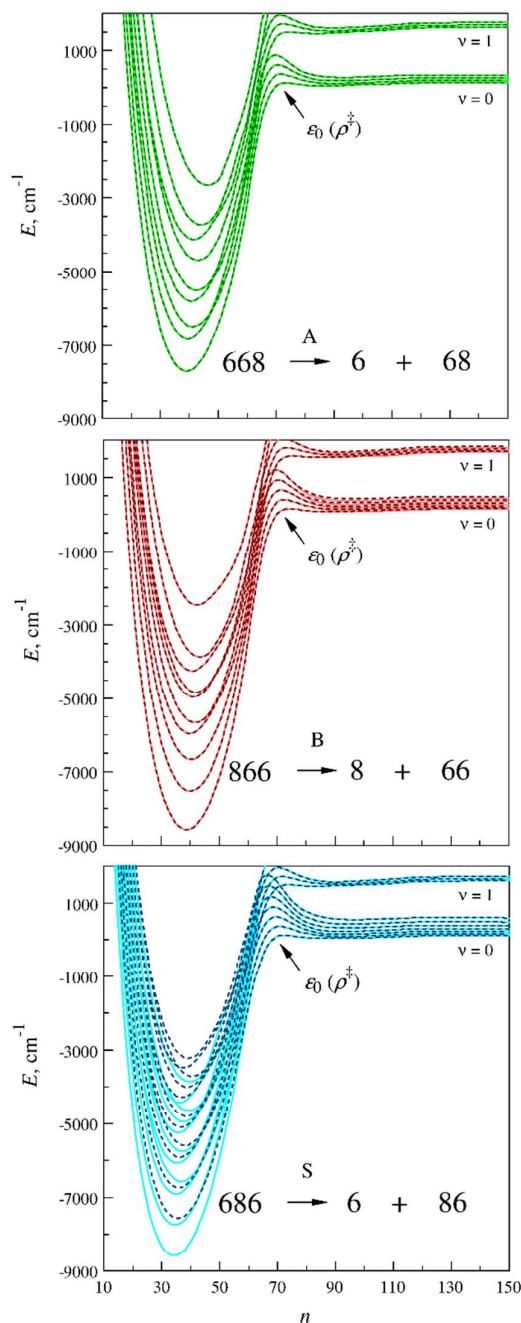 1000
-1000
-3000
-5000
-7000
-9000
E, cm⁻¹
ν = 1
ν = 0
ε₀ (ρ‡)
A
668 → 6 + 68
1000
-1000
-3000
-5000
-7000
-9000
E, cm⁻¹
ν = 1
ν = 0
ε₀ (ρ‡)
B
866 → 8 + 66
1000
-1000
-3000
-5000
-7000
-9000
E, cm⁻¹
ν = 1
ν = 0
ε₀ (ρ‡)
S
686 → 6 + 86
10 30 50 70 90 110 130 150
n